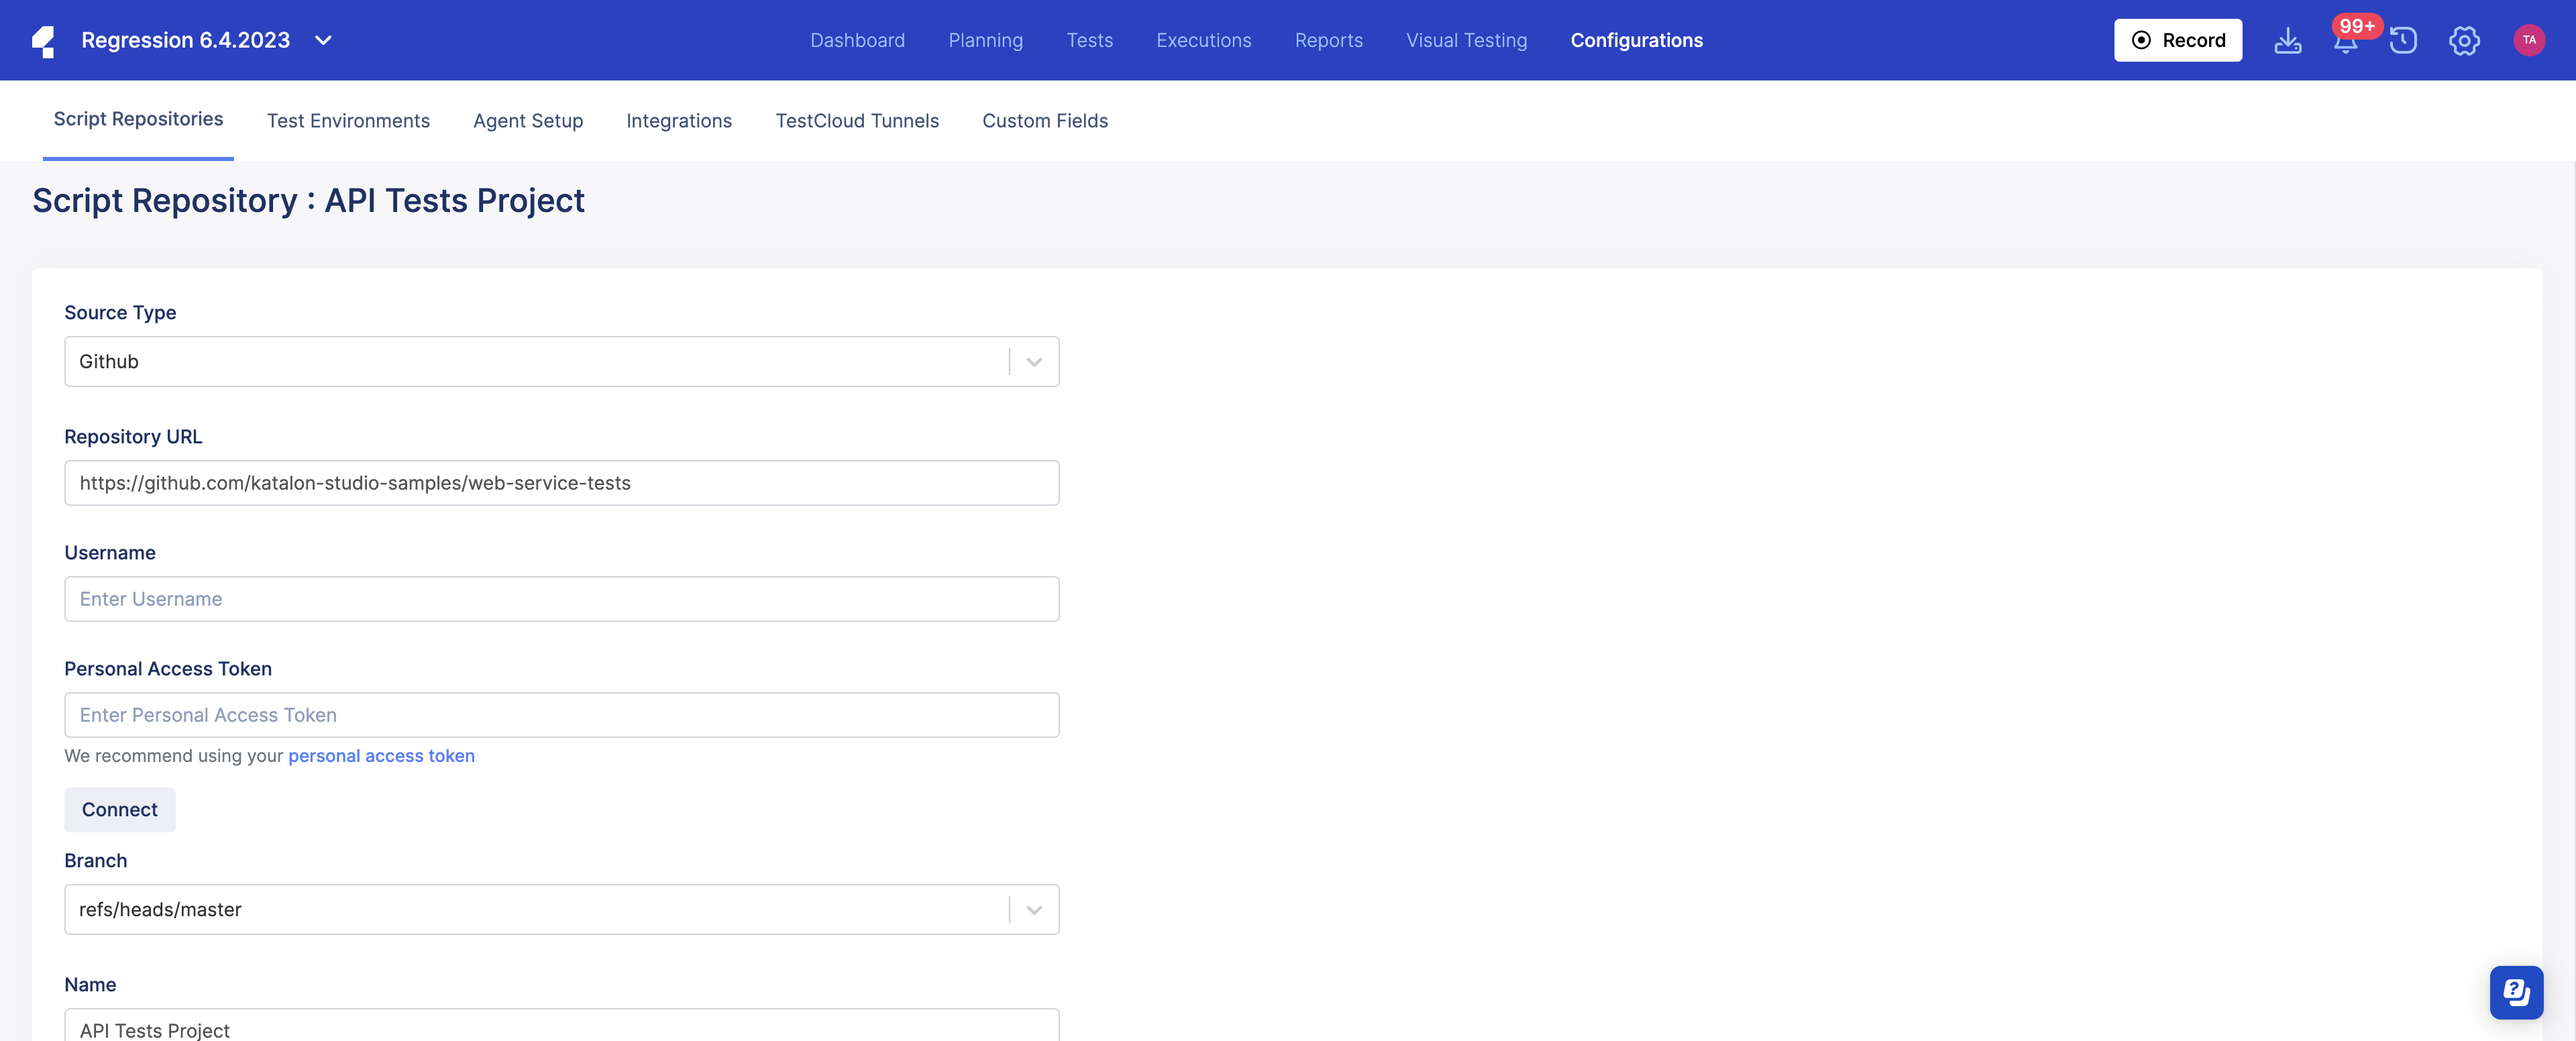 Regression 6.4.2023
Dashboard Planning Tests Executions Reports Visual Testing Configurations
Record
99+
TA
Script Repositories Test Environments Agent Setup Integrations TestCloud Tunnels Custom Fields
Script Repository : API Tests Project
Source Type
Github
Repository URL
https://github.com/katalon-studio-samples/web-service-tests
Username
Enter Username
Personal Access Token
Enter Personal Access Token
We recommend using your personal access token
Connect
Branch
refs/heads/master
Name
API Tests Project